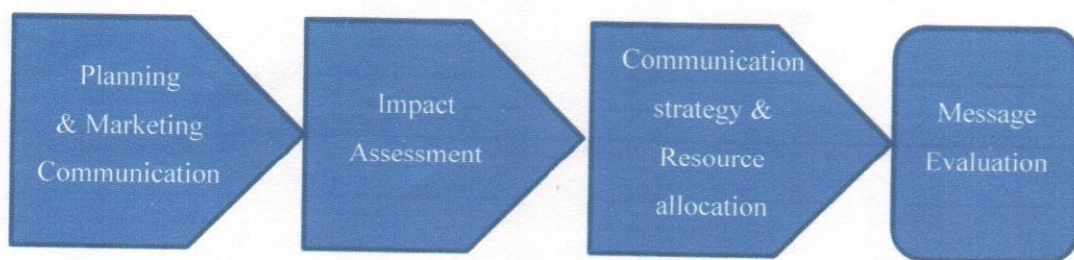 Planning
& Marketing
Communication
Impact
Assessment
Communication
strategy &
Resource
allocation
Message
Evaluation